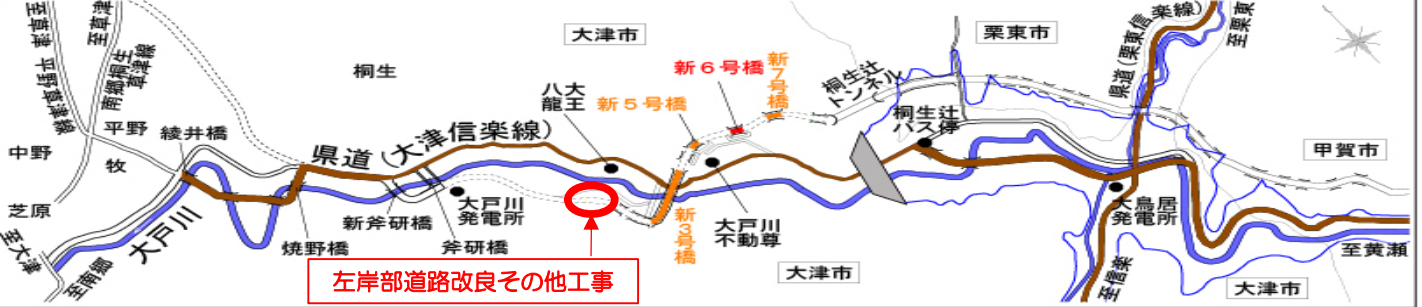 至草津
草津平野線
至草津
南郷桐生
草津線
平野
中野
牧
芝原
綾井橋
大戸川
至大津
至南郷
桐生
県道(大津信楽線)
焼野橋
新斧研橋
斧研橋
大戸川
発電所
左岸部道路改良その他工事
大津市
八大
龍王
新5号橋
新6号橋
新7号橋
新3号橋
大戸川
不動尊
大津市
桐生辻
トンネル
桐生辻
バス停
栗東市
県道(栗東信楽線)
至栗東
甲賀市
大鳥居
発電所
至信楽
大津市
至黄瀬